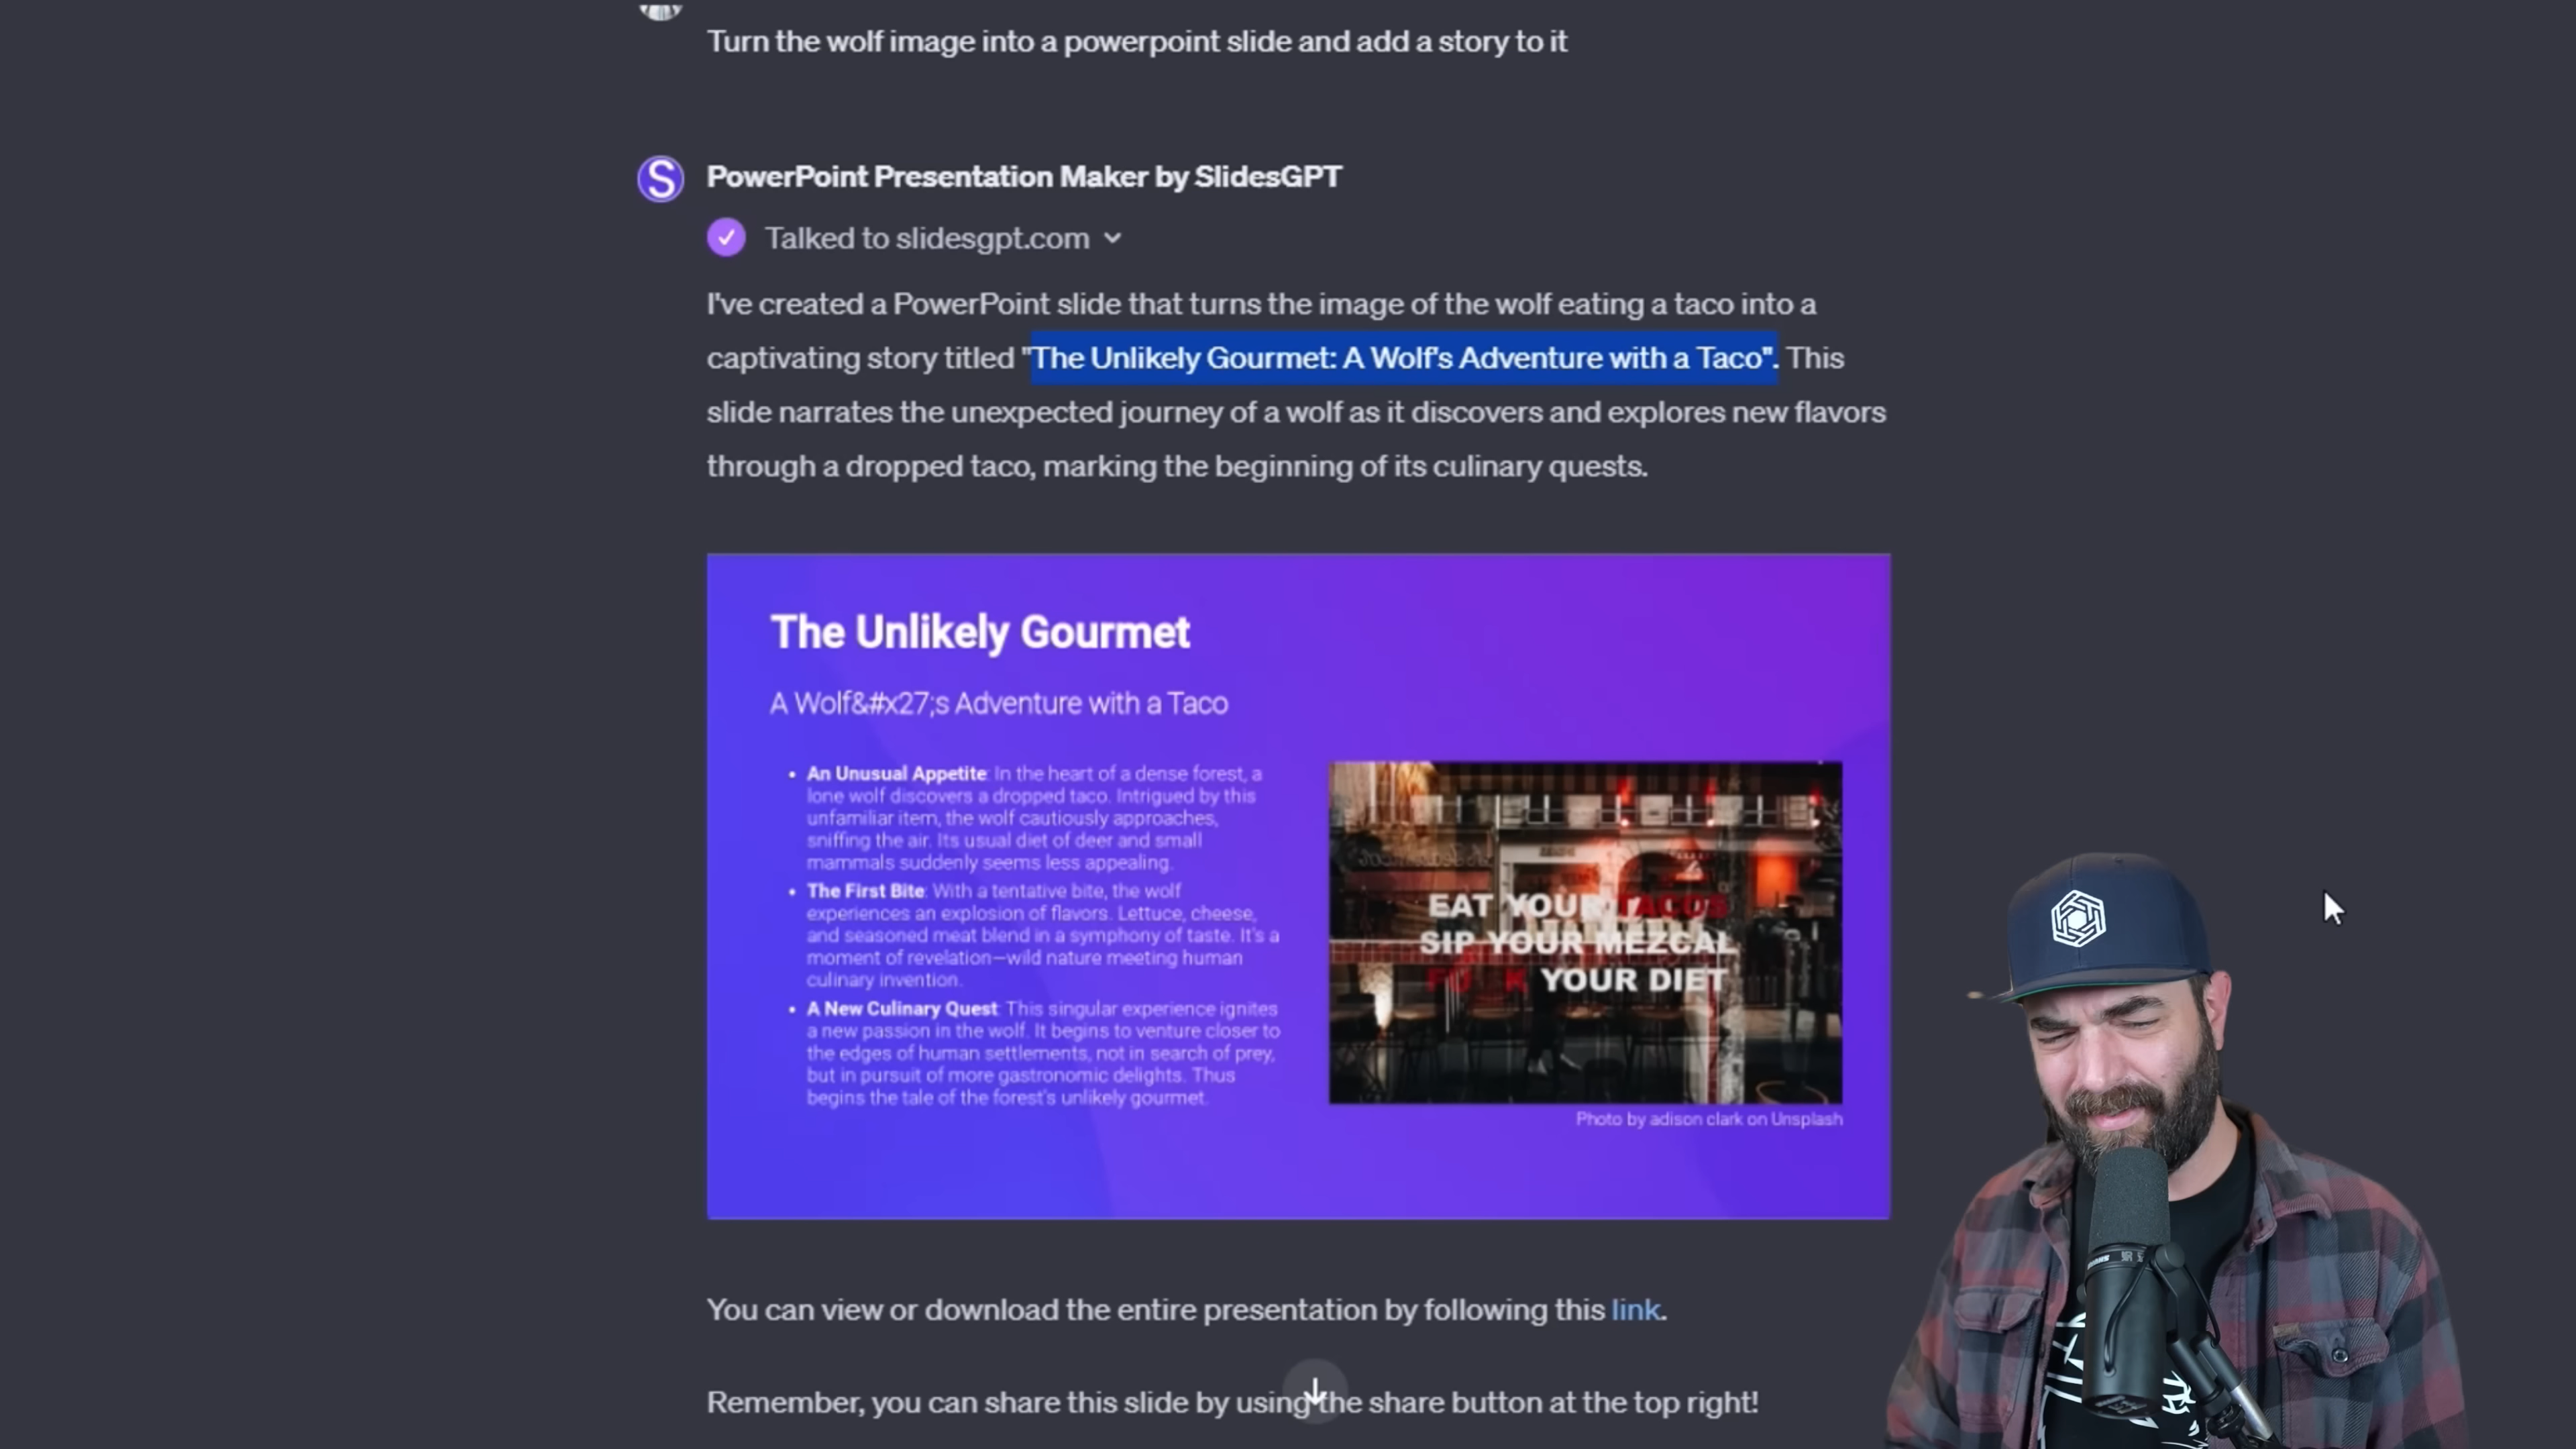 Turn the wolf image into a powerpoint slide and add a story to it
PowerPoint Presentation Maker by SlidesGPT
Talked to slidesgpt.com
I've created a PowerPoint slide that turns the image of the wolf eating a taco into a
captivating story titled "The Unlikely Gourmet: A Wolf's Adventure with a Taco". This
slide narrates the unexpected journey of a wolf as it discovers and explores new flavors
through a dropped taco, marking the beginning of its culinary quests.
The Unlikely Gourmet
A Wolf&#x27;s Adventure with a Taco
• An Unusual Appetite: In the heart of a dense forest, a
lone wolf discovers a dropped taco. Intrigued by this
unfamiliar item, the wolf cautiously approaches,
sniffing the air. Its usual diet of deer and small
mammals suddenly seems less appealing.
• The First Bite: With a tentative bite, the wolf
experiences an explosion of flavors. Lettuce, cheese,
and seasoned meat blend in a symphony of taste. It's a
moment of revelation—wild nature meeting human
culinary invention.
• A New Culinary Quest: This singular experience ignites
a new passion in the wolf. It begins to venture closer to
the edges of human settlements, not in search of prey,
but in pursuit of more gastronomic delights. Thus
begins the tale of the forest's unlikely gourmet.
EAT YOUR TACOS
SIP YOUR MEZCAL
FU K YOUR DIET
Photo by adison clark on Unsplash
You can view or download the entire presentation by following this link.
Remember, you can share this slide by using the share button at the top right!